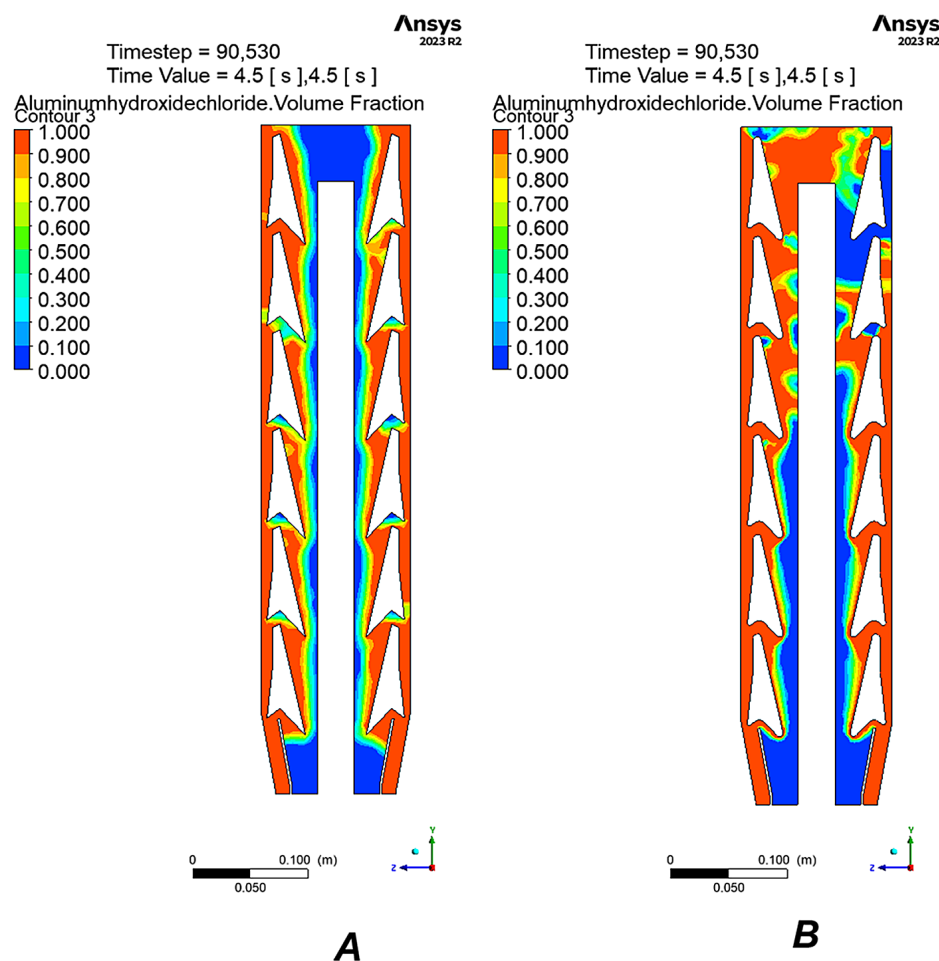 Ansys
2023 R2
Timestep = 90,530
Time Value = 4.5 [ s ],4.5 [ s ]
Aluminumhydroxidechloride.Volume Fraction
Contour 3
1.000
0.900
0.800
0.700
0.600
0.500
0.400
0.300
0.200
0.100
0.000
Y
Z
0 0.100 (m)
0.050
A
Ansys
2023 R2
Timestep = 90,530
Time Value = 4.5 [ s ],4.5 [ s ]
Aluminumhydroxidechloride.Volume Fraction
Contour 3
1.000
0.900
0.800
0.700
0.600
0.500
0.400
0.300
0.200
0.100
0.000
Y
Z
0 0.100 (m)
0.050
B